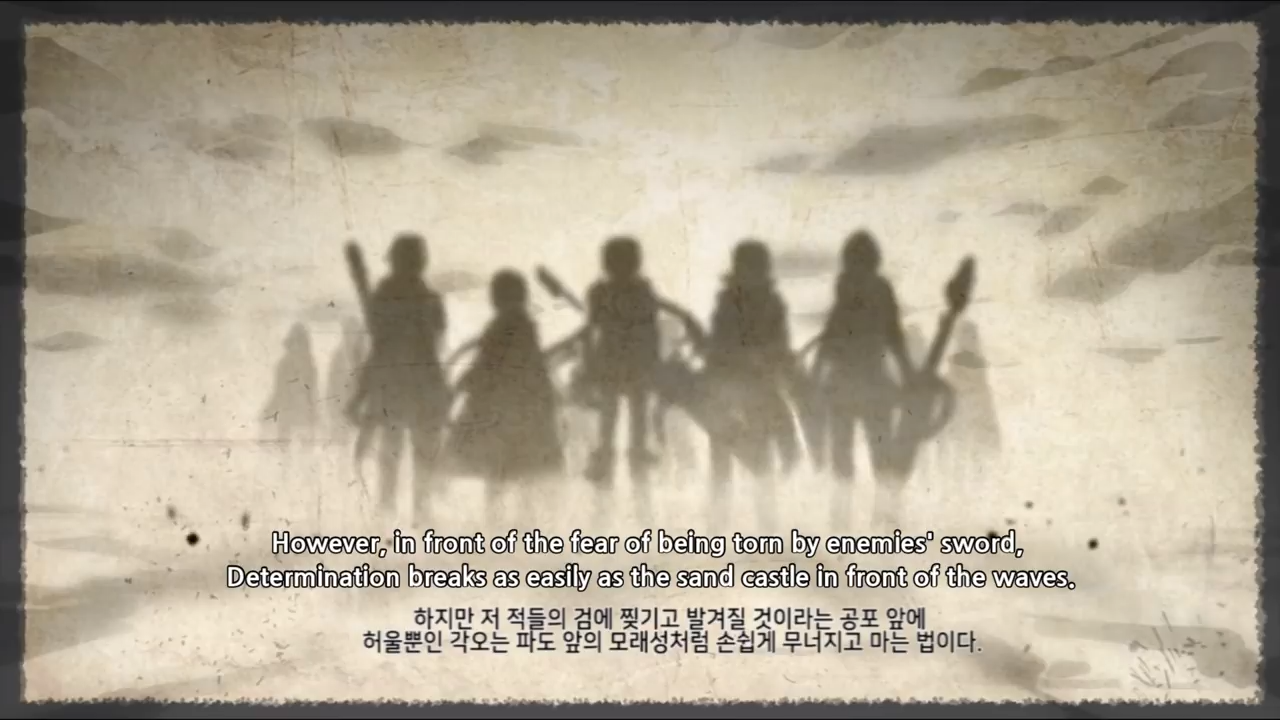 However, in front of the fear of being torn by enemies' sword,
Determination breaks as easily as the sand castle in front of the waves.
하지만 저 적들의 검에 찢기고 발겨질 것이라는 공포 앞에
허울뿐인 각오는 파도 앞의 모래성처럼 손쉽게 무너지고 마는 법이다.